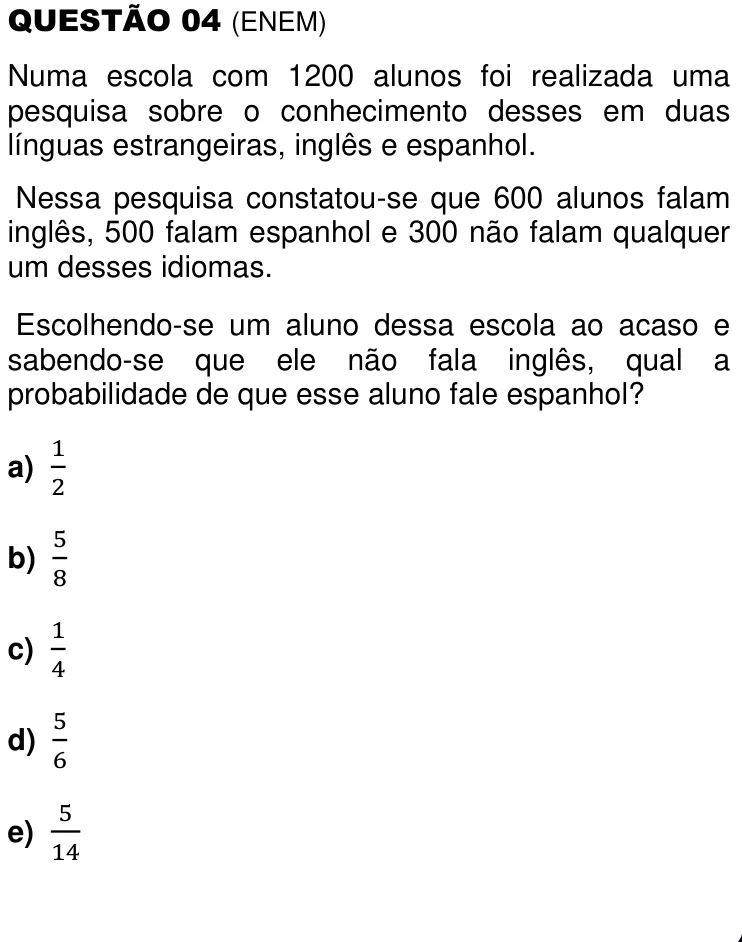 QUESTÃO 04 (ENEM)
Numa escola com 1200 alunos foi realizada uma
pesquisa sobre o conhecimento desses em duas
línguas estrangeiras, inglês e espanhol.
Nessa pesquisa constatou-se que 600 alunos falam
inglês, 500 falam espanhol e 300 não falam qualquer
um desses idiomas.
Escolhendo-se um aluno dessa escola ao acaso e
sabendo-se que ele não fala inglês, qual a
probabilidade de que esse aluno fale espanhol?
a) 1/2
b) 5/8
c) 1/4
d) 5/6
e) 5/14